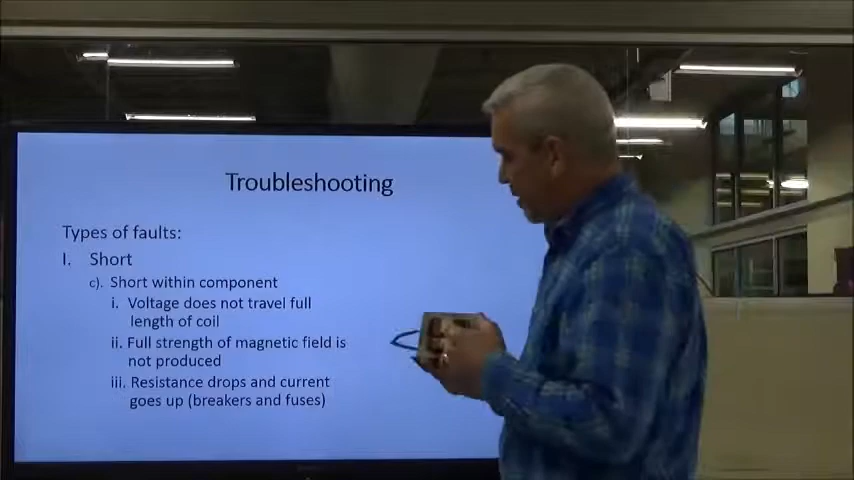 Troubleshooting
Types of faults:
I. Short
c). Short within component
i. Voltage does not travel full
length of coil
ii. Full strength of magnetic field is
not produced
iii. Resistance drops and current
goes up (breakers and fuses)